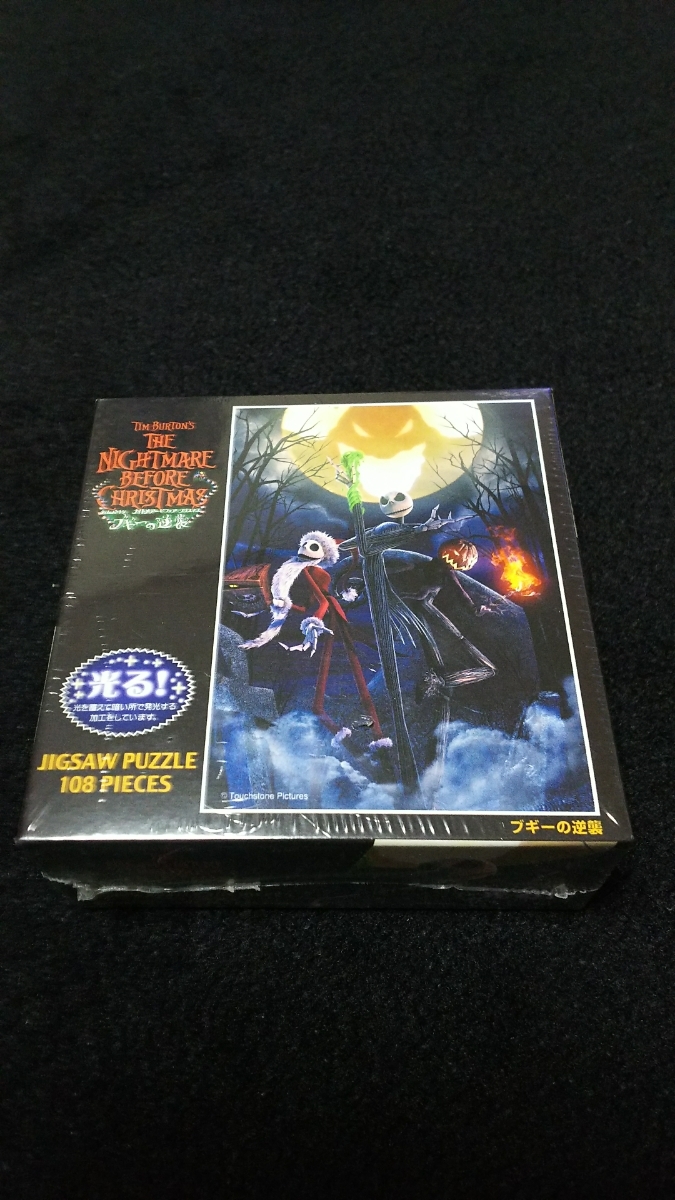 TIM BURTON'S
THE
NIGHTMARE
BEFORE
CHRISTMAS
ブギーの逆襲
光る!
光を蓄えて暗い所で発光する
加工をしています。
JIGSAW PUZZLE
108 PIECES
© Touchstone Pictures
ブギーの逆襲